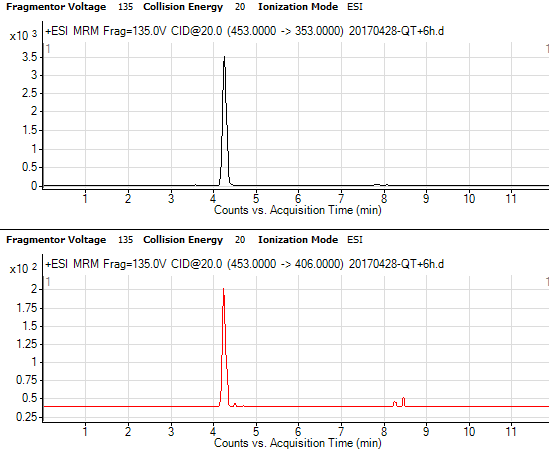 Fragmentor Voltage 135 Collision Energy 20 Ionization Mode ESI
x10 3 +ESI MRM Frag=135.0V CID@20.0 (453.0000 -> 353.0000) 20170428-QT+6h.d
1 1
3.5
3
2.5
2
1.5
1
0.5
0
1 2 3 4 5 6 7 8 9 10 11
Counts vs. Acquisition Time (min)
Fragmentor Voltage 135 Collision Energy 20 Ionization Mode ESI
x10 2 +ESI MRM Frag=135.0V CID@20.0 (453.0000 -> 406.0000) 20170428-QT+6h.d
1 1
2
1.75
1.5
1.25
1
0.75
0.5
0.25
1 2 3 4 5 6 7 8 9 10 11
Counts vs. Acquisition Time (min)